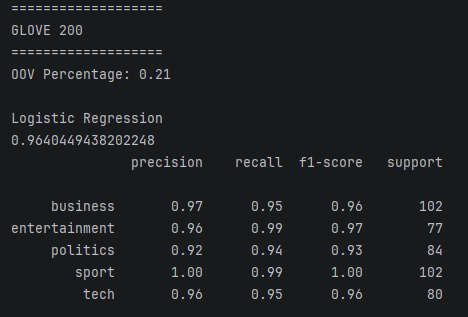 ===================
GLOVE 200
===================
OOV Percentage: 0.21
Logistic Regression
0.9640449438202248
precision recall f1-score support
business 0.97 0.95 0.96 102
entertainment 0.96 0.99 0.97 77
politics 0.92 0.94 0.93 84
sport 1.00 0.99 1.00 102
tech 0.96 0.95 0.96 80